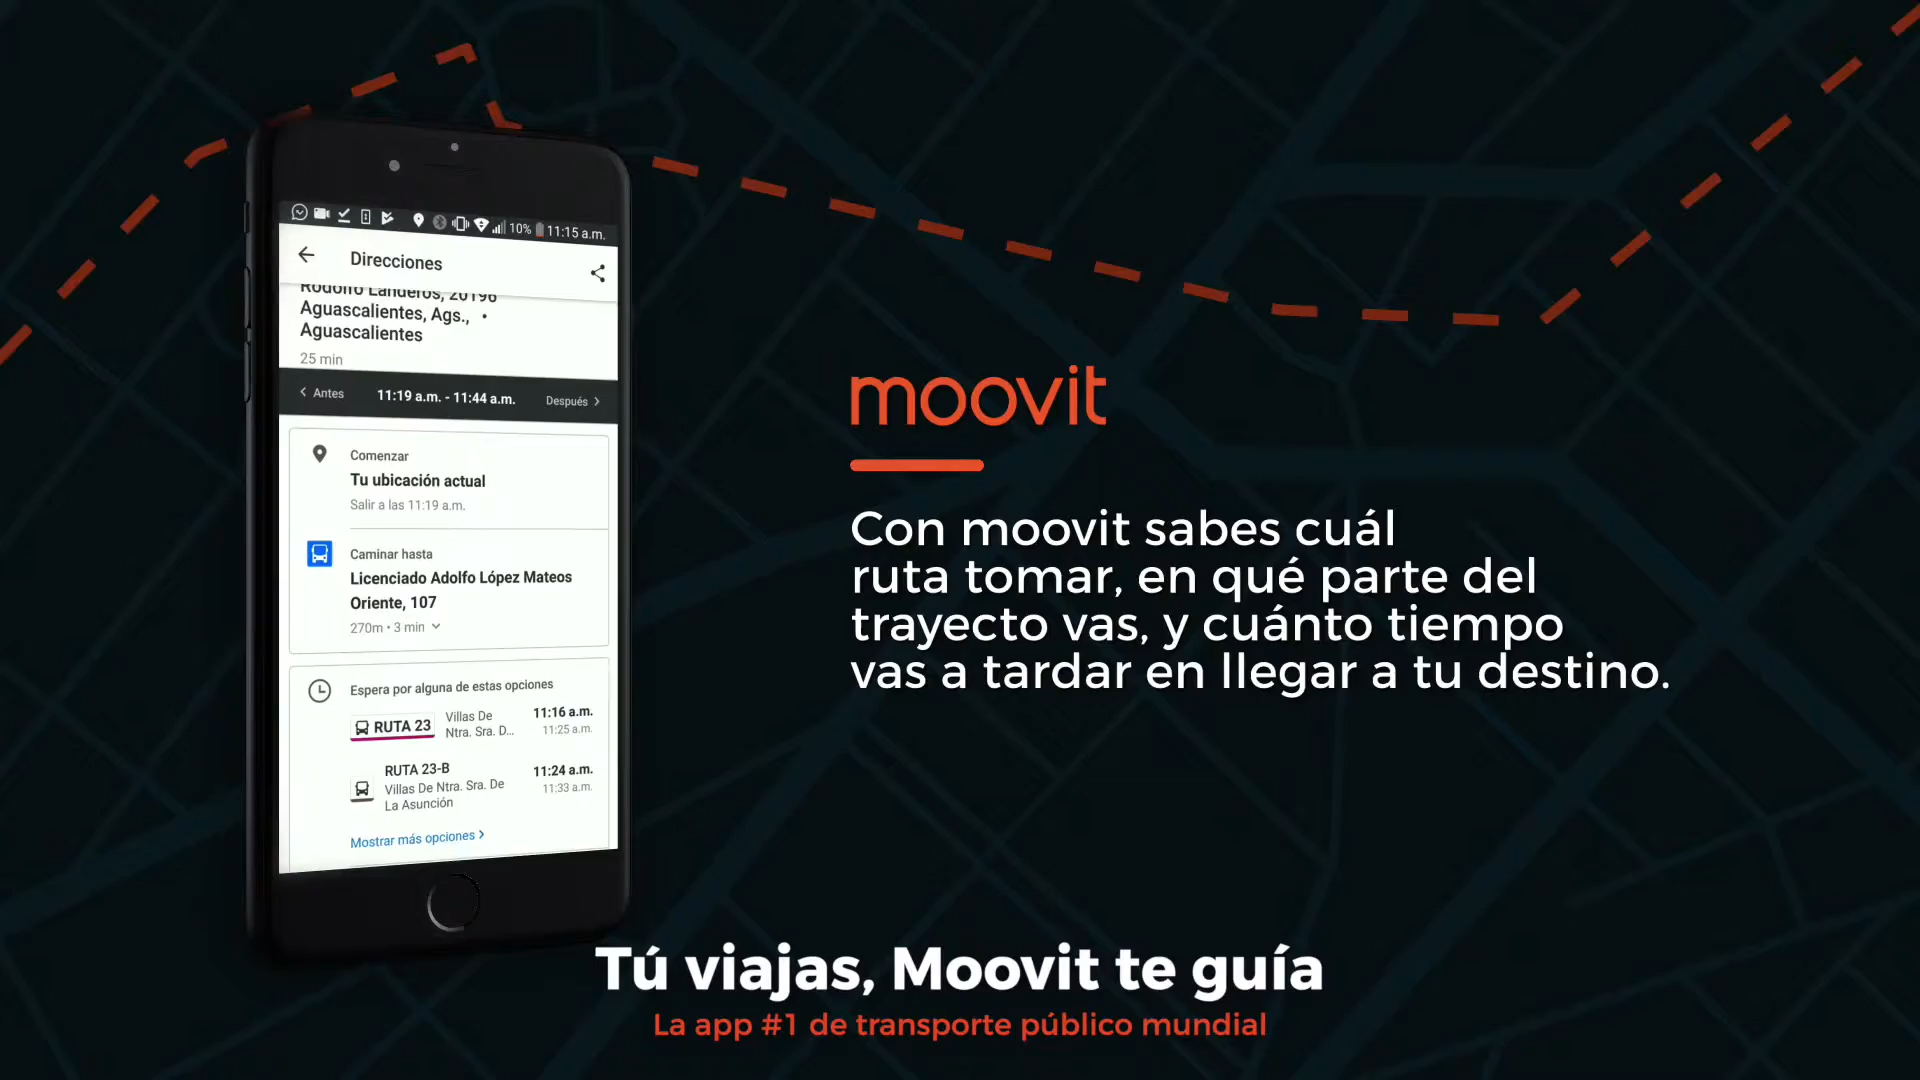 10% 11:15 a.m.
Direcciones
Rodolfo Landeros, 20196
Aguascalientes, Ags., •
Aguascalientes
25 min
Antes 11:19 a.m. - 11:44 a.m. Después
Comenzar
Tu ubicación actual
Salir a las 11:19 a.m.
Caminar hasta
Licenciado Adolfo López Mateos
Oriente, 107
270m • 3 min
Espera por alguna de estas opciones
RUTA 23 Villas De 11:16 a.m.
Ntra. Sra. D... 11:25 a.m.
RUTA 23-B 11:24 a.m.
Villas De Ntra. Sra. De 11:33 a.m.
La Asunción
Mostrar más opciones
moovit
Con moovit sabes cuál
ruta tomar, en qué parte del
trayecto vas, y cuánto tiempo
vas a tardar en llegar a tu destino.
Tú viajas, Moovit te guía
La app #1 de transporte público mundial